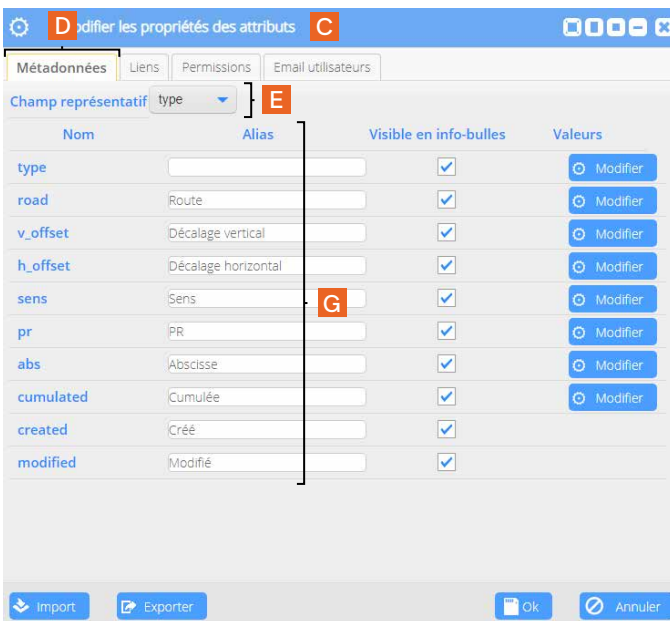 D odifier les propriétés des attributs C
Métadonnées Liens Permissions Email utilisateurs
Champ représentatif type E
Nom Alias Visible en info-bulles Valeurs
type Modifier
road Route Modifier
v_offset Décalage vertical Modifier
h_offset Décalage horizontal Modifier
sens Sens G Modifier
pr PR Modifier
abs Abscisse Modifier
cumulated Cumulée Modifier
created Créé
modified Modifié
Import Exporter Ok Annuler